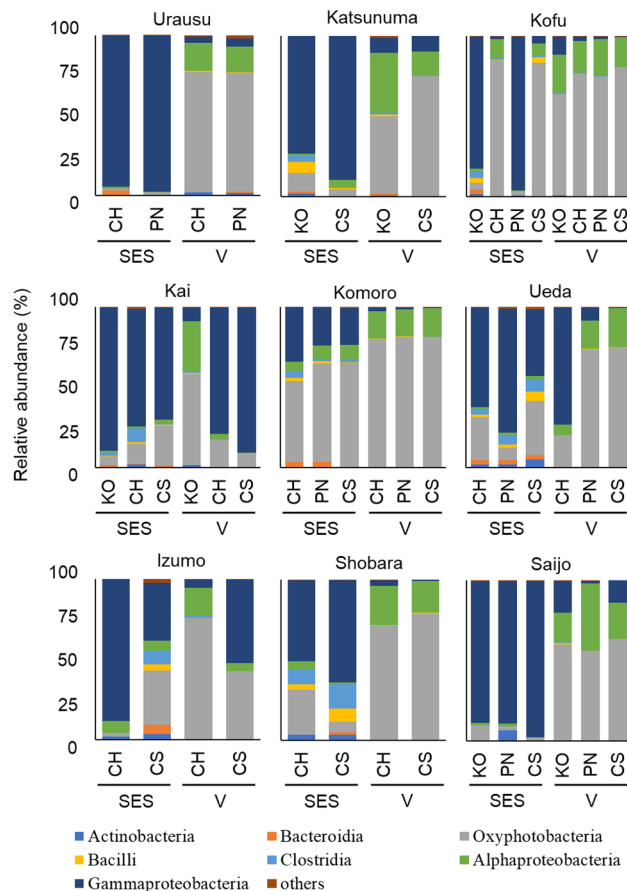 Urausu Katsunuma Kofu
100
75
50
25
0
CH PN CH PN KO CS KO CS KO CH PN CS KO CH PN CS
SES V SES V SES V
Relative abundance (%)
Kai Komoro Ueda
100
75
50
25
0
KO CH CS KO CH CS CH PN CS CH PN CS CH PN CS CH PN CS
SES V SES V SES V
Izumo Shobara Saijo
100
75
50
25
0
CH CS CH CS CH CS CH CS KO PN CS KO PN CS
SES V SES V SES V
Actinobacteria Bacteroidia Oxyphotobacteria
Bacilli Clostridia Alphaproteobacteria
Gammaproteobacteria others